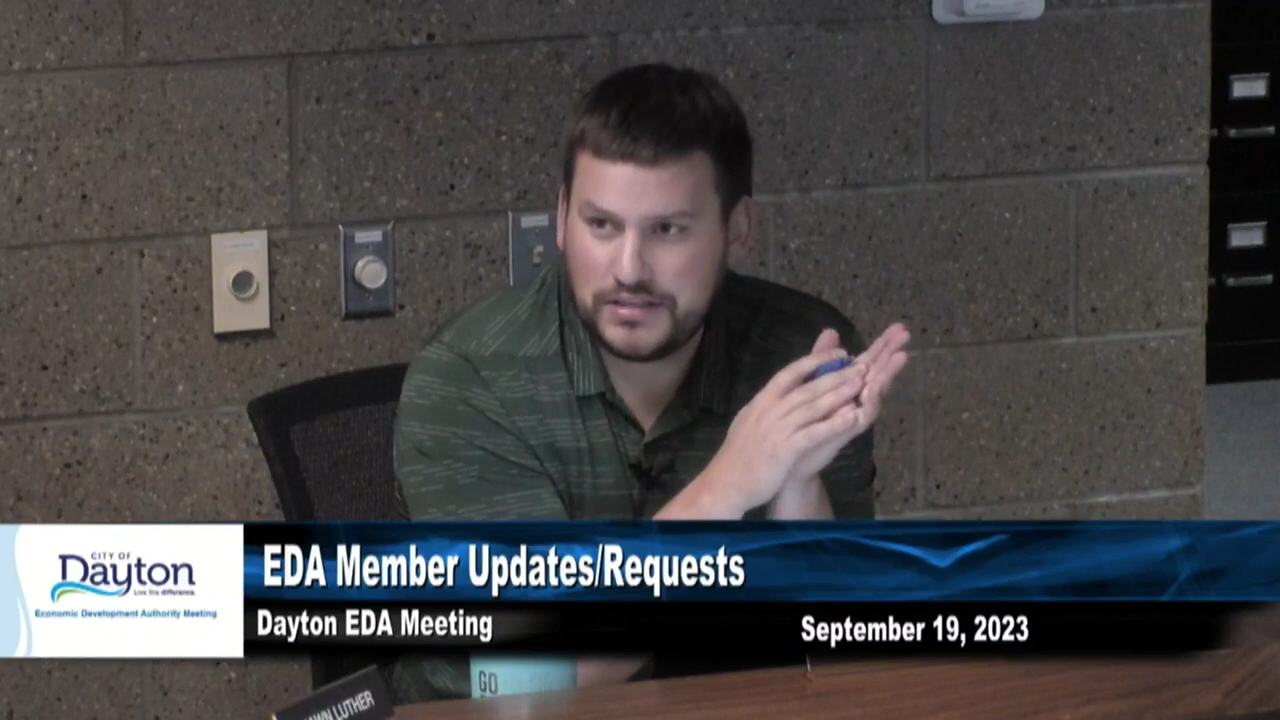 EDA Member Updates/Requests
CITY OF
Dayton
Live the difference.
Economic Development Authority Meeting
Dayton EDA Meeting
September 19, 2023
GO
LUTHER